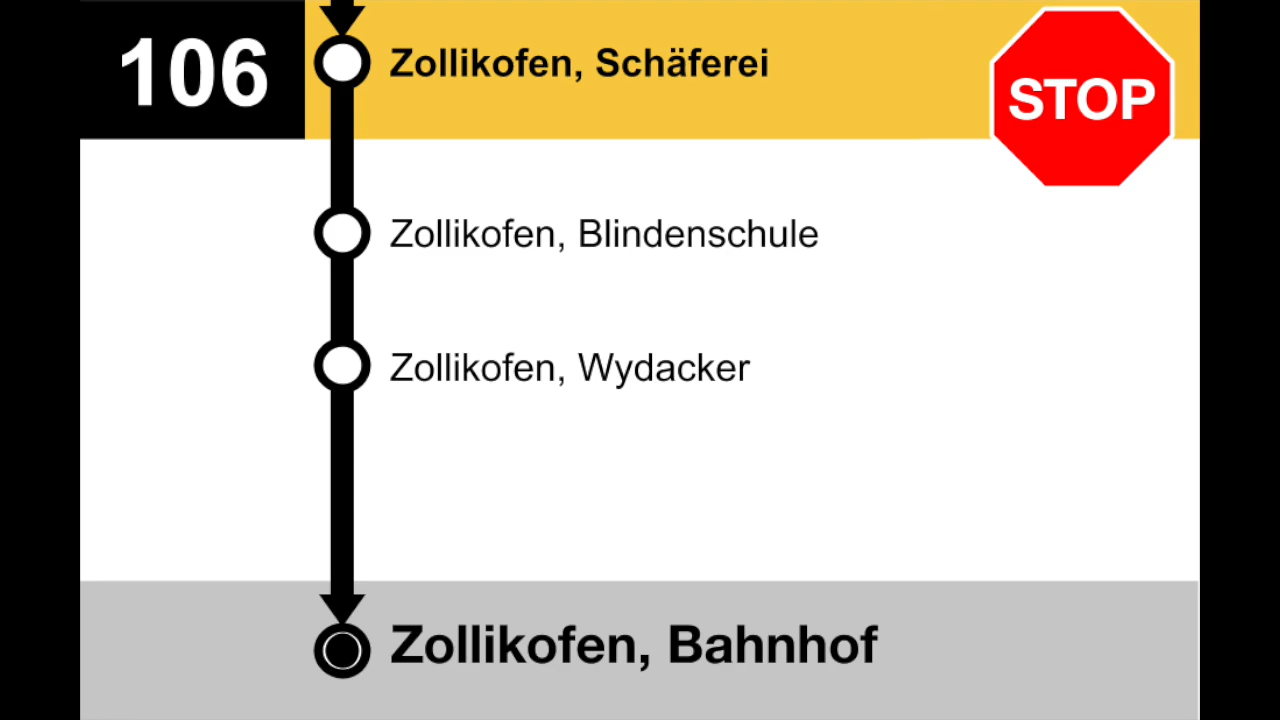 106
Zollikofen, Schäferei
STOP
Zollikofen, Blindenschule
Zollikofen, Wydacker
Zollikofen, Bahnhof